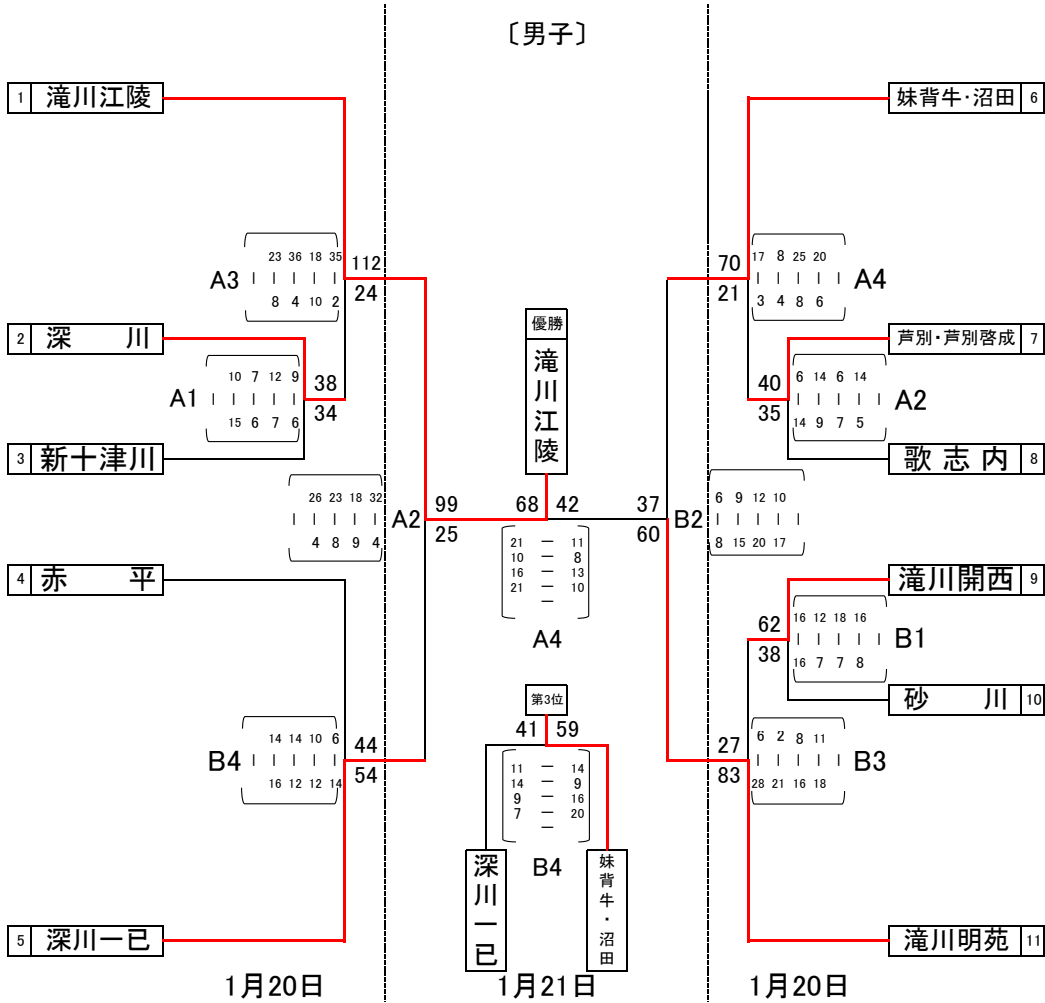 〔男子〕
1 滝川江陵
妹背牛・沼田 6
23 36 18 35
A3
8 4 10 2
112
24
70
21
17 8 25 20
A4
3 4 8 6
2 深　川
芦別・芦別啓成 7
10 7 12 9
A1
15 6 7 6
38
34
40
35
6 14 6 14
A2
14 9 7 5
3 新十津川
歌志内 8
優勝
滝川江陵
26 23 18 32
A2
4 8 9 4
99
25
68 42
37
60
B2
6 9 12 10
8 15 20 17
21 － 11
10 － 8
16 － 13
21 － 10
－
A4
4 赤　平
滝川開西 9
62
38
16 12 18 16
B1
16 7 7 8
砂　川 10
第3位
41 59
14 14 10 6
B4
16 12 12 14
44
54
27
83
6 2 8 11
B3
28 21 16 18
11 － 14
14 － 9
9 － 16
7 － 20
－
B4
深川一已
妹背牛・沼田
5 深川一已
滝川明苑 11
1月20日
1月21日
1月20日